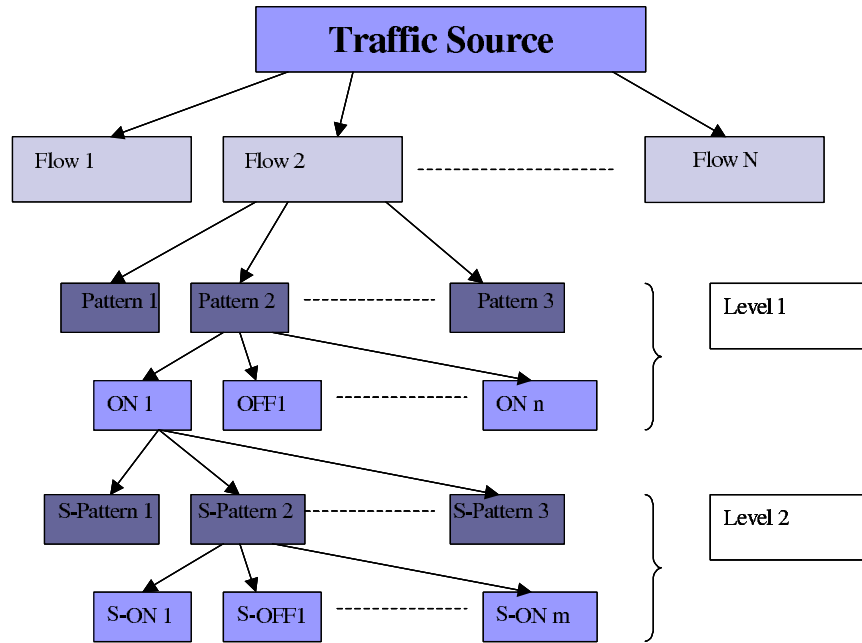 Traffic Source
Flow 1
Flow 2
Flow N
Pattern 1
Pattern 2
Pattern 3
Level 1
ON 1
OFF1
ON n
S-Pattern 1
S-Pattern 2
S-Pattern 3
Level 2
S-ON 1
S-OFF1
S-ON m